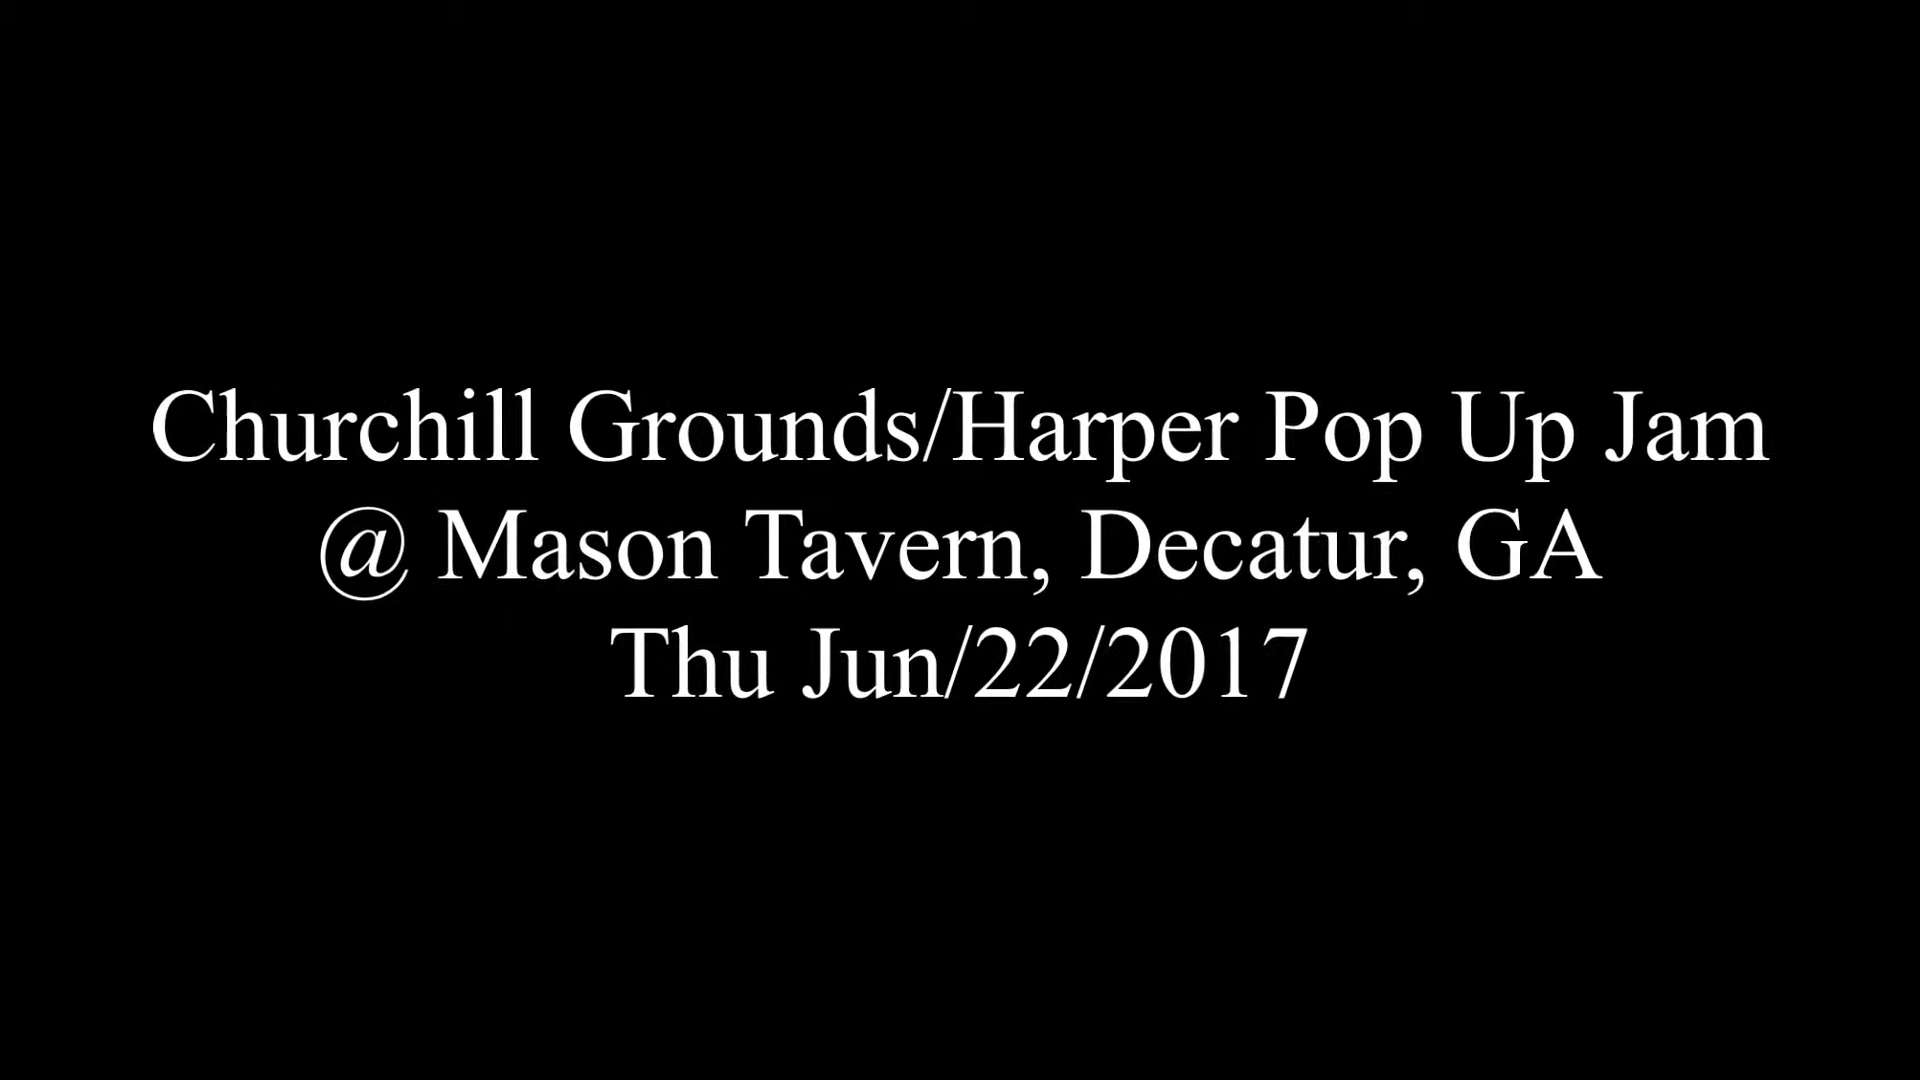 Churchill Grounds/Harper Pop Up Jam
@ Mason Tavern, Decatur, GA
Thu Jun/22/2017